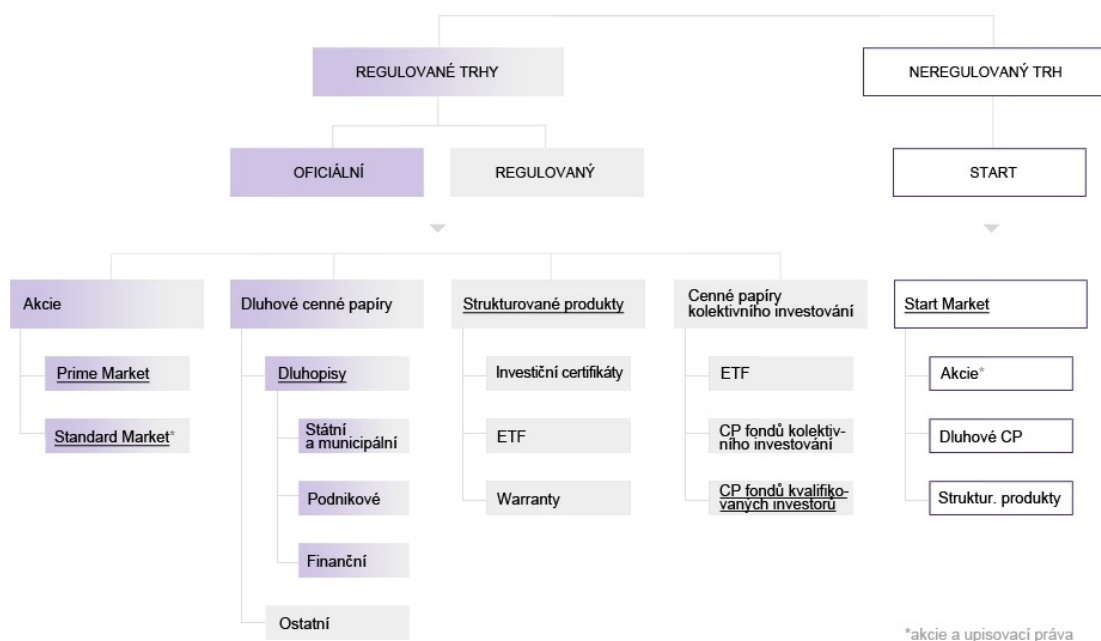 REGULOVANÉ TRHY
NEREGULOVANÝ TRH
OFICIÁLNÍ
REGULOVANÝ
START
Akcie
Prime Market
Standard Market*
Dluhové cenné papíry
Dluhopisy
Státní
a municipální
Podnikové
Finanční
Ostatní
Strukturované produkty
Investiční certifikáty
ETF
Warranty
Cenné papíry
kolektivního investování
ETF
CP fondů kolektiv-
ního investování
CP fondů kvalifiko-
vaných investorů
Start Market
Akcie*
Dluhové CP
Struktur. produkty
*akcie a upisovací práva